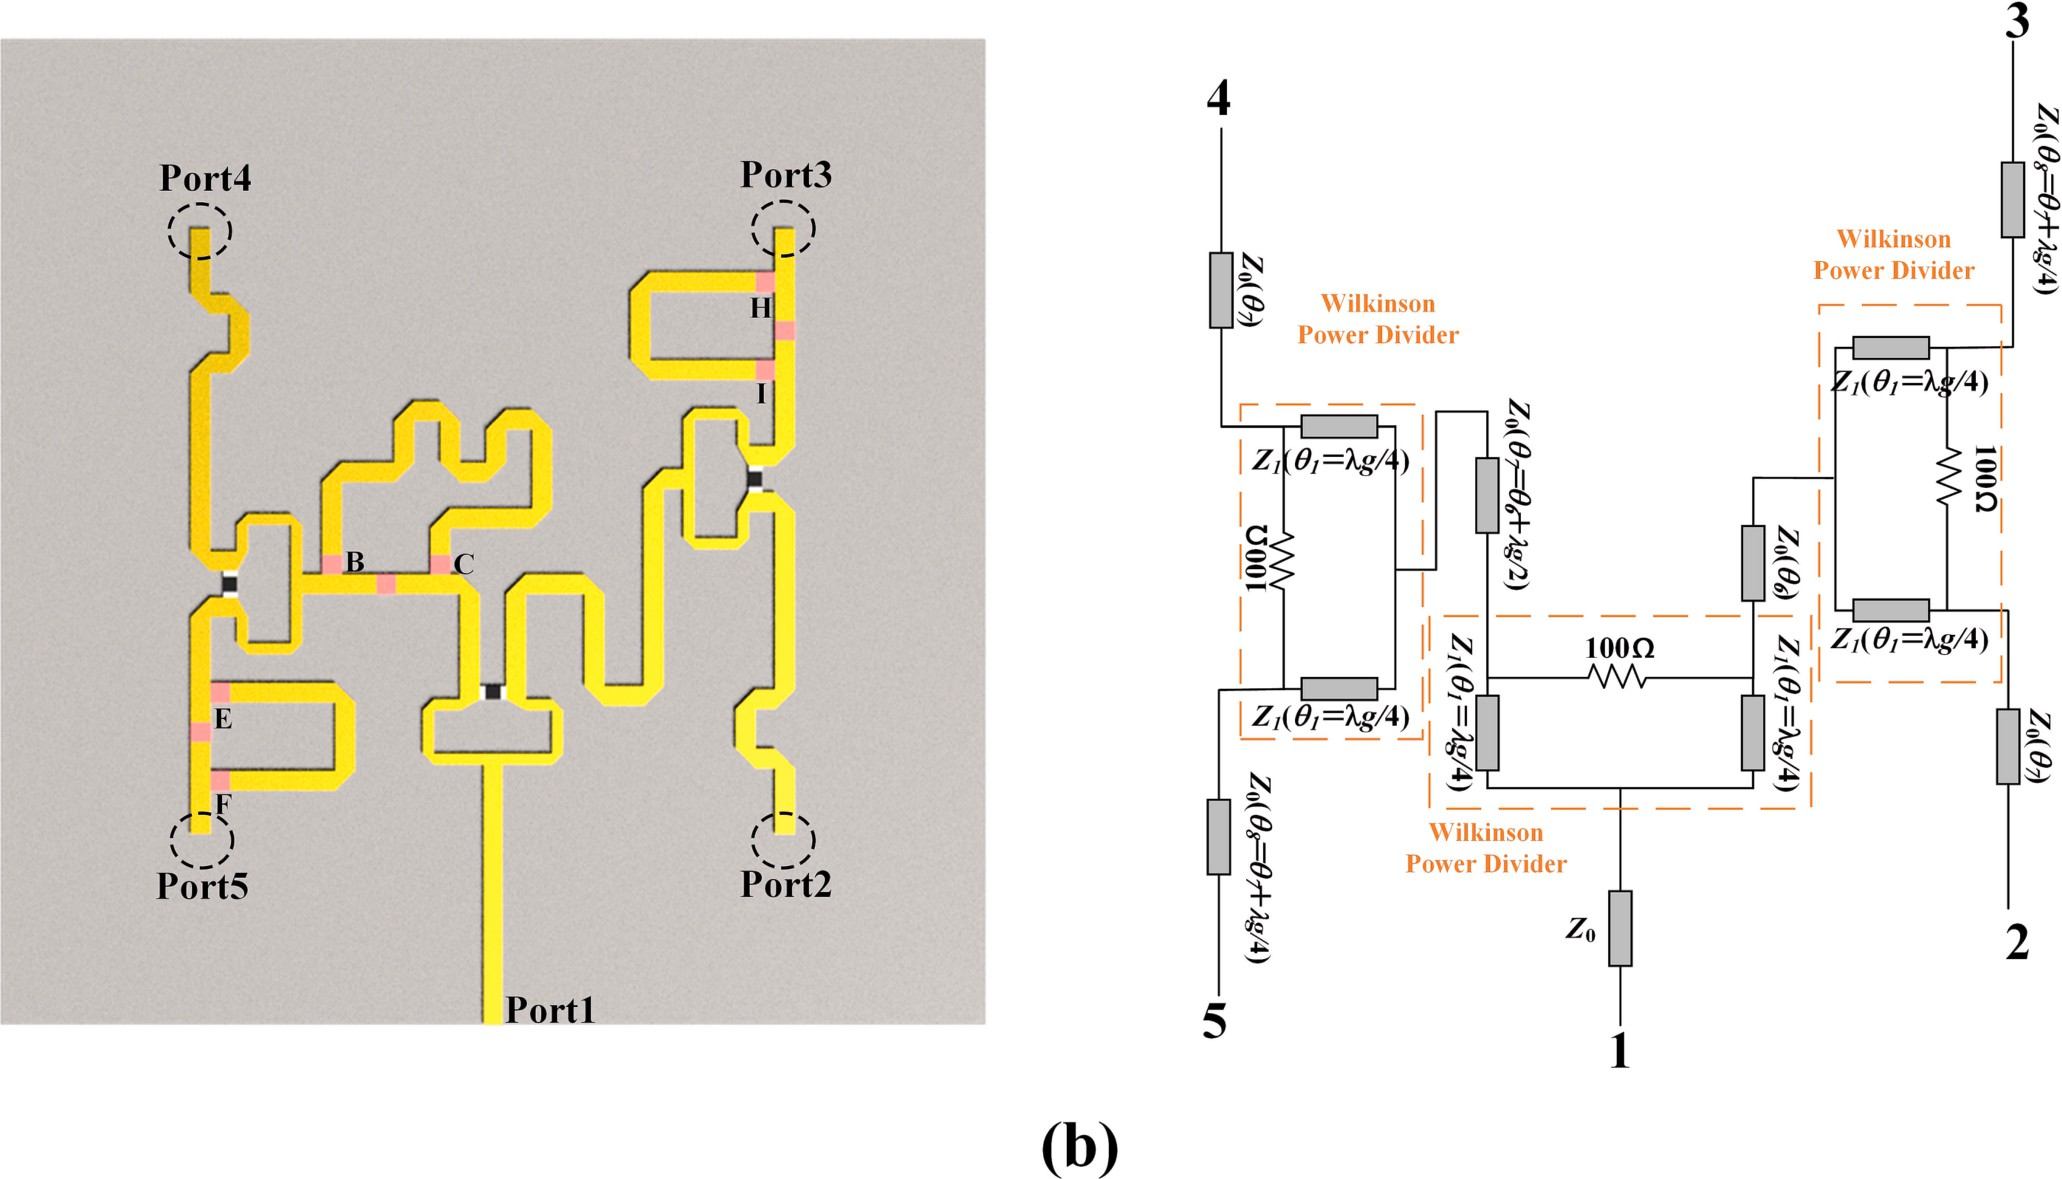 Port4
Port3
H
I
B
C
E
F
Port5
Port2
Port1
3
4
Z0(θ8=θ7+λg/4)
Wilkinson
Power Divider
Z0(θ7)
Wilkinson
Power Divider
Z1(θ1=λg/4)
100Ω
Z1(θ1=λg/4)
Z0(θ7=θ6+λg/2)
100Ω
Z0(θ6)
Z1(θ1=λg/4)
Z1(θ1=λg/4)
100Ω
Z1(θ1=λg/4)
Z1(θ1=λg/4)
Z0(θ7)
Z0(θ8=θ7+λg/4)
Wilkinson
Power Divider
Z0
2
5
1
(b)